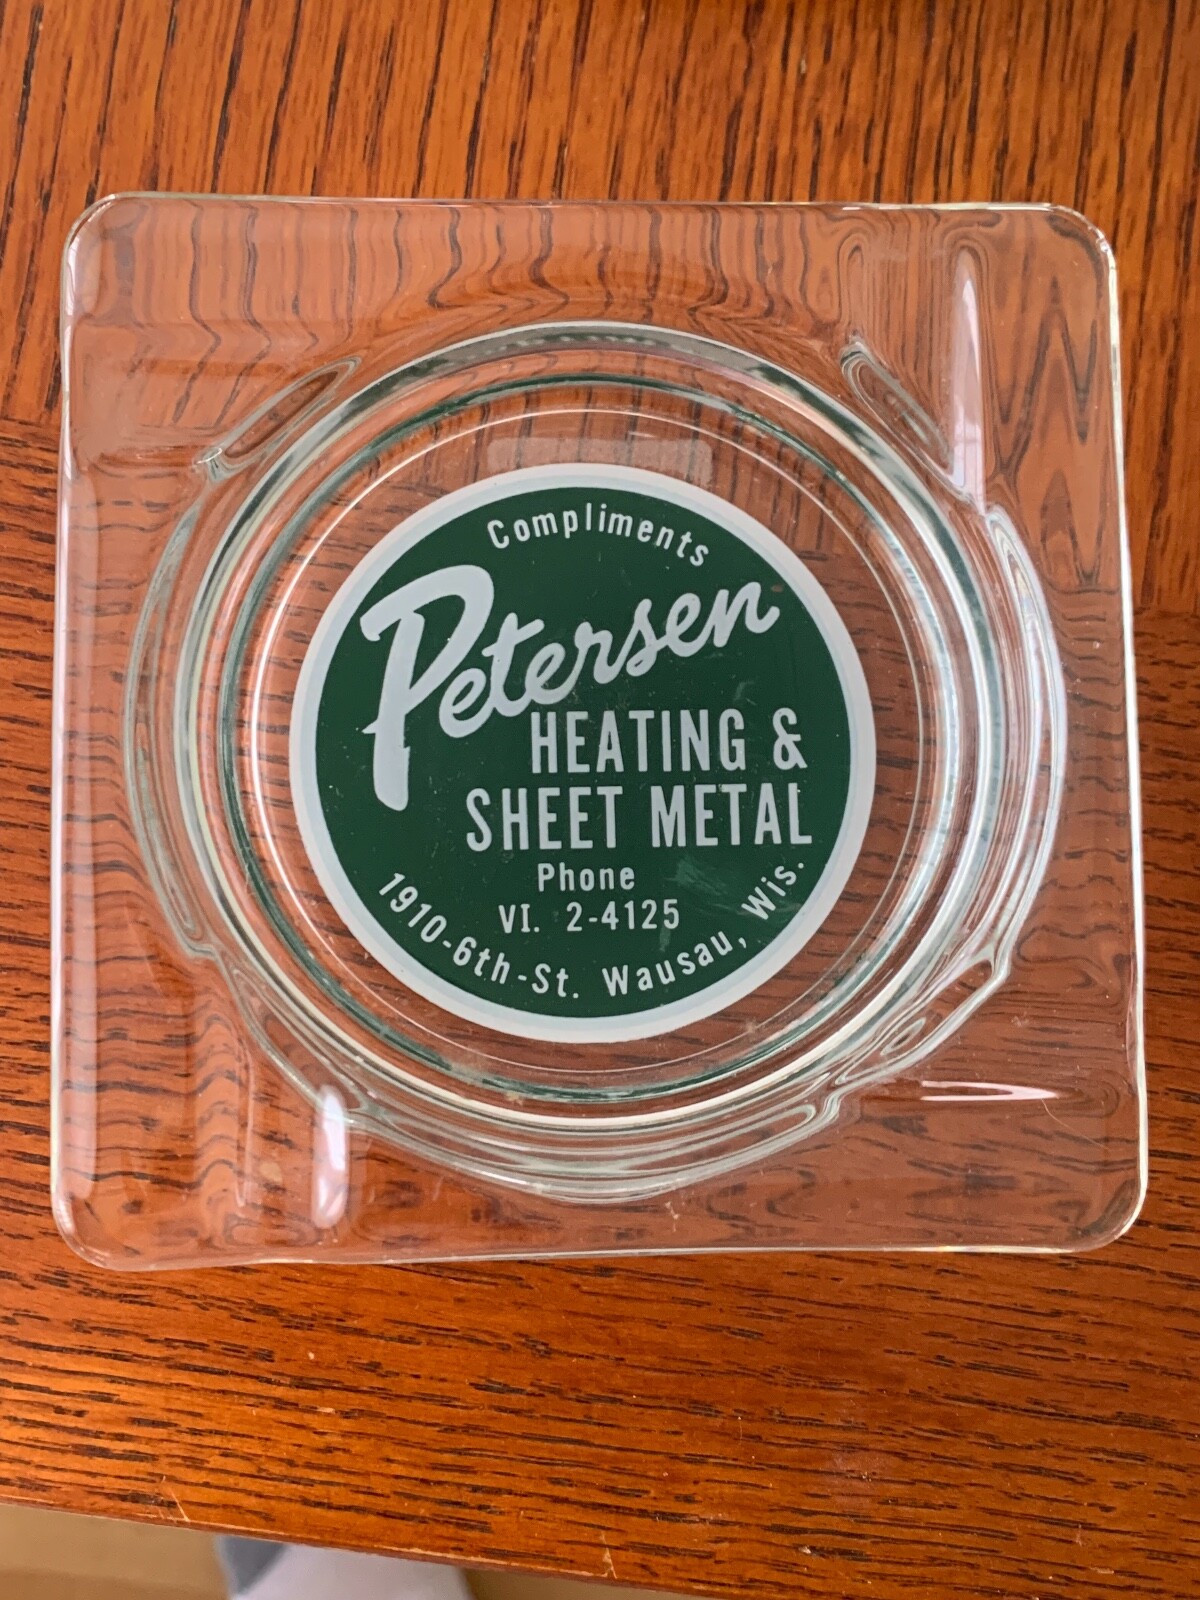 Compliments
Petersen
HEATING &
SHEET METAL
Phone
VI. 2-4125
1910-6th-St. Wausau, Wis.